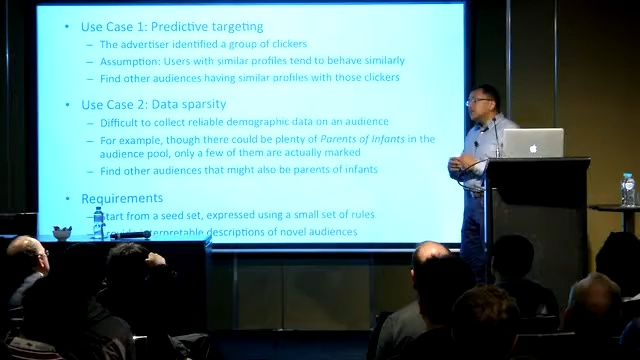 • Use Case 1: Predictive targeting
– The advertiser identified a group of clickers
– Assumption: Users with similar profiles tend to behave similarly
– Find other audiences having similar profiles with those clickers
• Use Case 2: Data sparsity
– Difficult to collect reliable demographic data on an audience
– For example, though there could be plenty of Parents of Infants in the
audience pool, only a few of them are actually marked
– Find other audiences that might also be parents of infants
• Requirements
start from a seed set, expressed using a small set of rules
interpretable descriptions of novel audiences